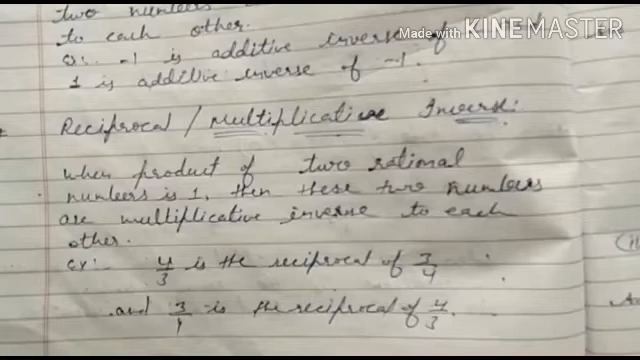 two numbers
to each other.
ex:. -1 is additive inverse of
1 is additive inverse of -1.
Made with KINEMASTER
Reciprocal / Multiplicative Inverse:
When product of two rational
numbers is 1, then these two numbers
are multiplicative inverse to each
other.
ex:. 4/3 is the reciprocal of 3/4
and 3/4 is the reciprocal of 4/3.